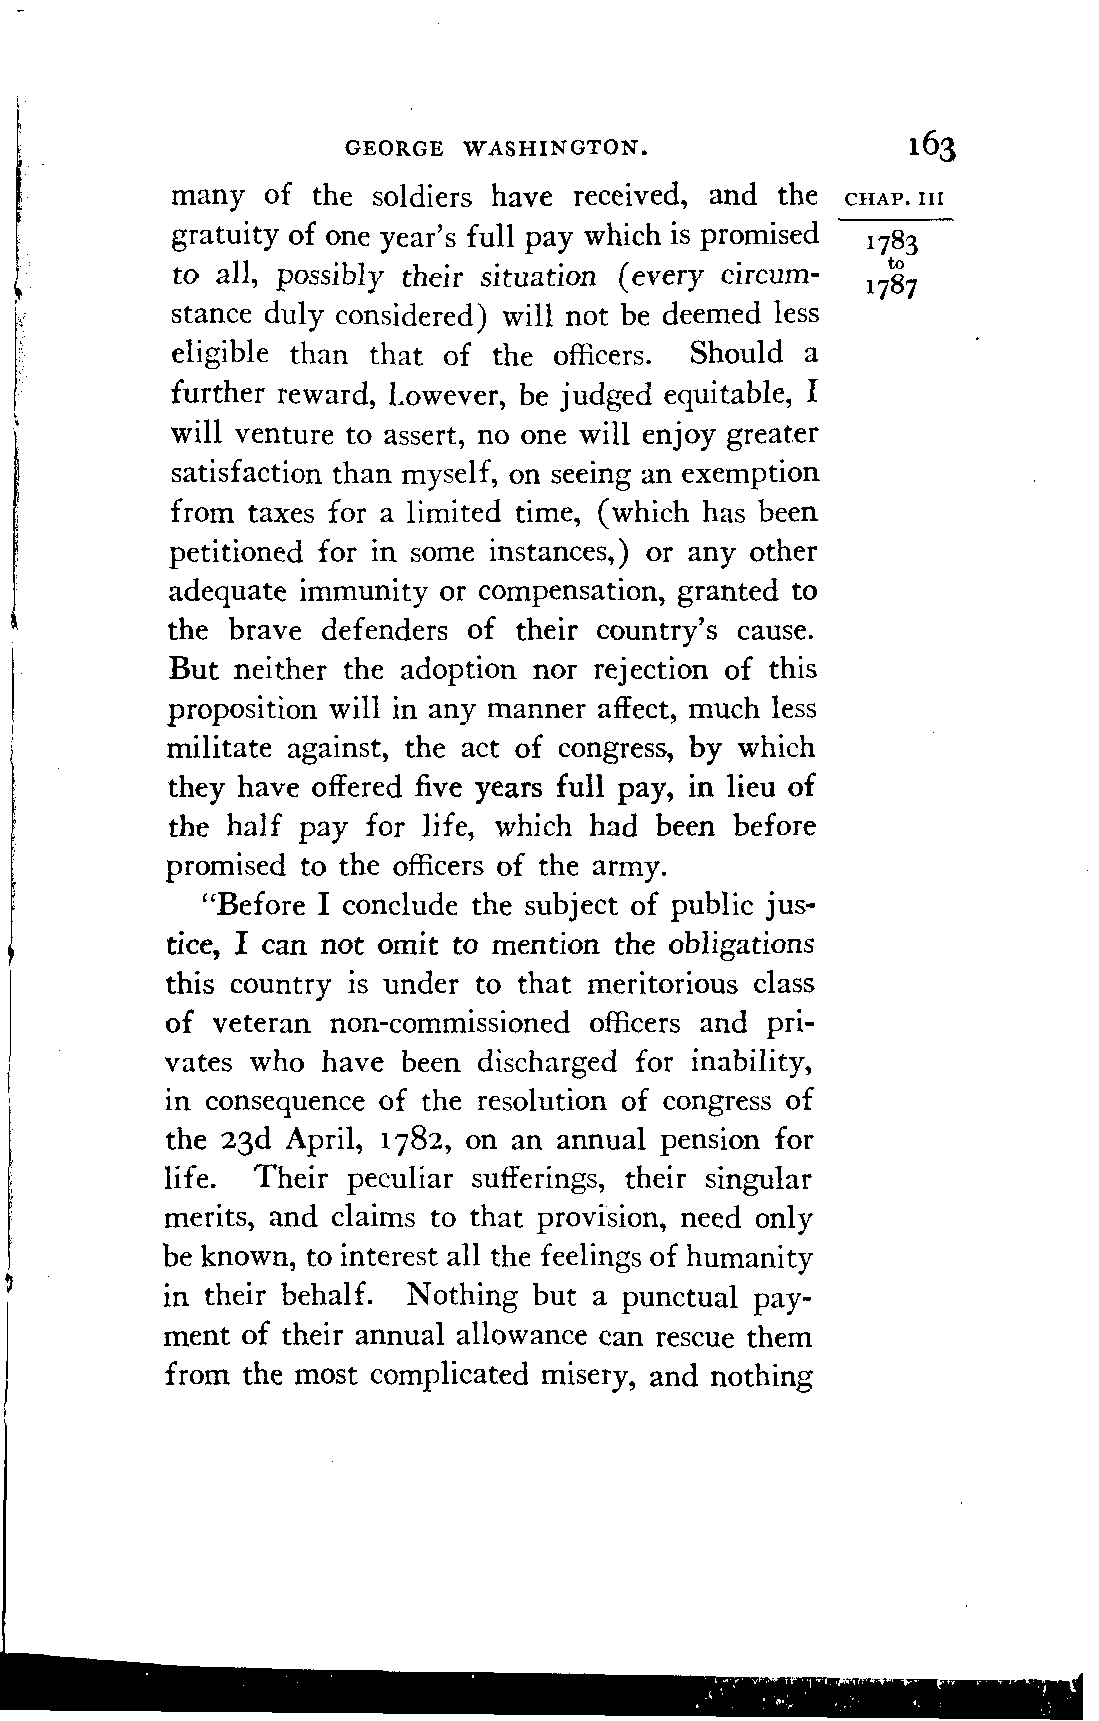 GEORGE WASHINGTON. 163
many of the soldiers have received, and the
gratuity of one year's full pay which is promised
to all, possibly their situation (every circum-
stance duly considered) will not be deemed less
eligible than that of the officers. Should a
further reward, however, be judged equitable, I
will venture to assert, no one will enjoy greater
satisfaction than myself, on seeing an exemption
from taxes for a limited time, (which has been
petitioned for in some instances,) or any other
adequate immunity or compensation, granted to
the brave defenders of their country's cause.
But neither the adoption nor rejection of this
proposition will in any manner affect, much less
militate against, the act of congress, by which
they have offered five years full pay, in lieu of
the half pay for life, which had been before
promised to the officers of the army.
"Before I conclude the subject of public jus-
tice, I can not omit to mention the obligations
this country is under to that meritorious class
of veteran non-commissioned officers and pri-
vates who have been discharged for inability,
in consequence of the resolution of congress of
the 23d April, 1782, on an annual pension for
life. Their peculiar sufferings, their singular
merits, and claims to that provision, need only
be known, to interest all the feelings of humanity
in their behalf. Nothing but a punctual pay-
ment of their annual allowance can rescue them
from the most complicated misery, and nothing
CHAP. III
1783
to
1787